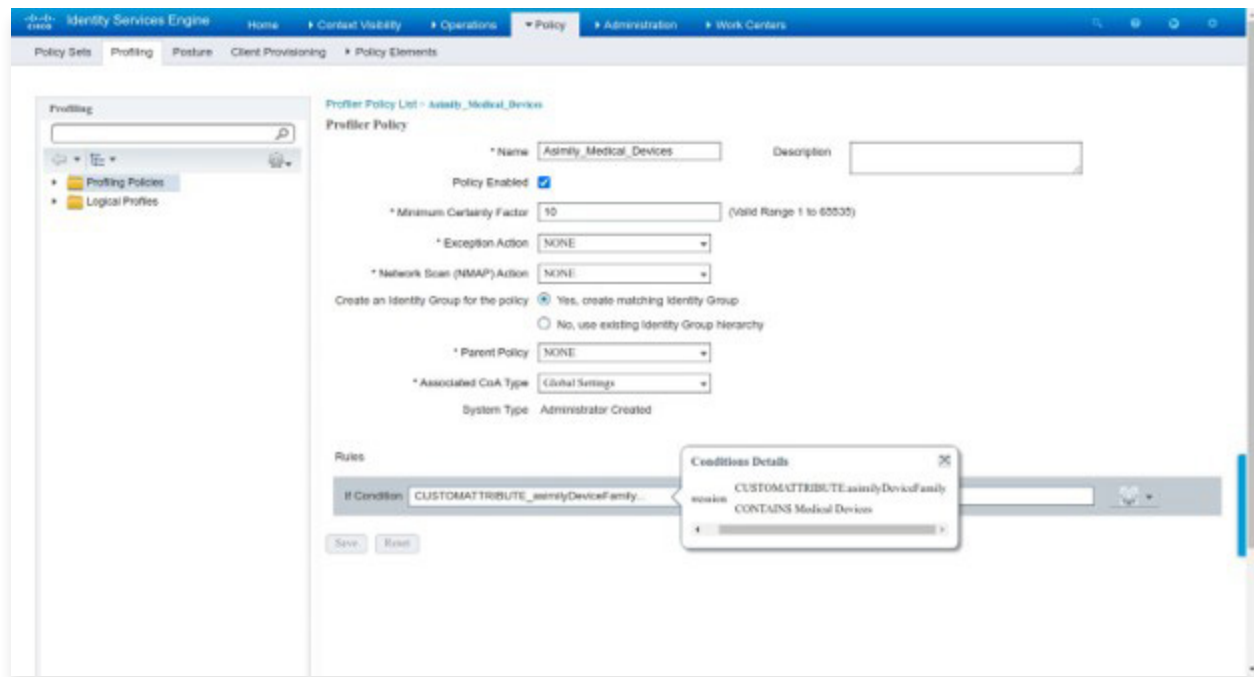 cisco Identity Services Engine Home Context Visibility Operations Policy Administration Work Centers
Policy Sets Profiling Posture Client Provisioning Policy Elements
Profiling
Profiler Policy List > Asimily_Medical_Devices
Profiler Policy
* Name Asimily_Medical_Devices Description
Policy Enabled
Profiling Policies
Logical Profiles
* Minimum Certainty Factor 10 (Valid Range 1 to 65535)
* Exception Action NONE
* Network Scan (NMAP) Action NONE
Create an Identity Group for the policy Yes, create matching Identity Group
No, use existing Identity Group hierarchy
* Parent Policy NONE
* Associated CoA Type Global Settings
System Type Administrator Created
Rules
If Condition CUSTOMATTRIBUTE_asimilyDeviceFamily...
Conditions Details
CUSTOMATTRIBUTE:asimilyDeviceFamily
CONTAINS Medical Devices
Save Reset